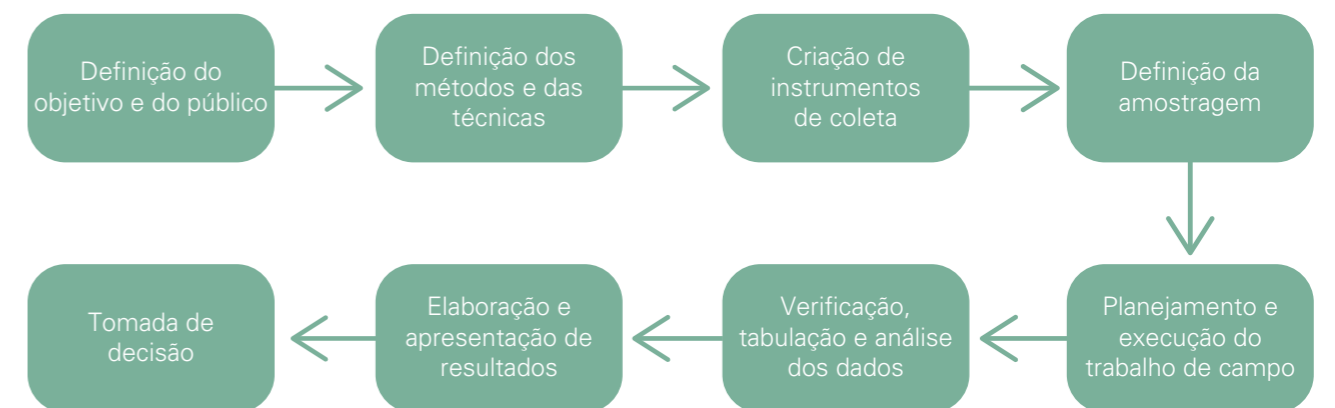 Definição do
objetivo e do público
Definição dos
métodos e das
técnicas
Criação de
instrumentos
de coleta
Definição da
amostragem
Planejamento e
execução do
trabalho de campo
Verificação,
tabulação e análise
dos dados
Elaboração e
apresentação de
resultados
Tomada de
decisão